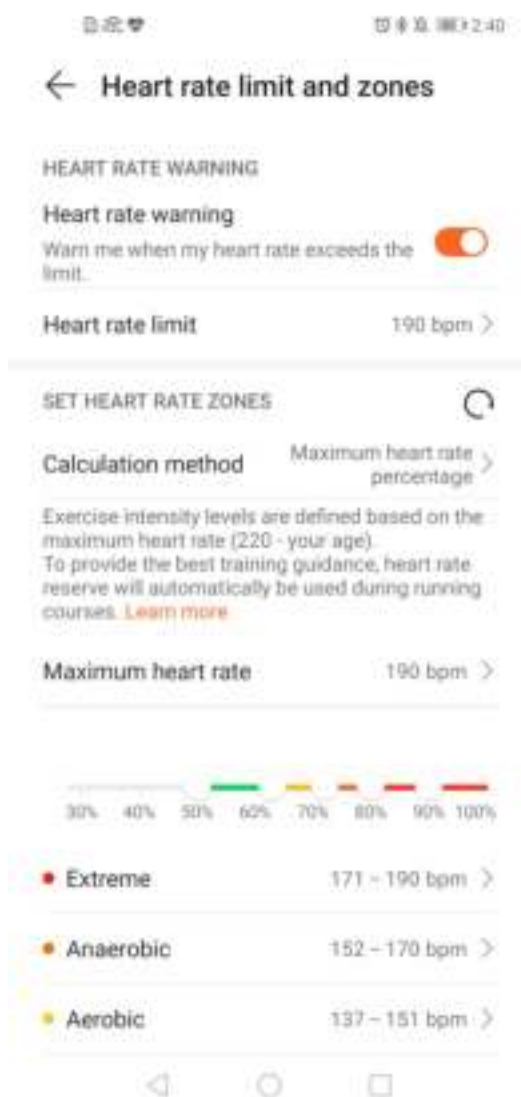 2:40
Heart rate limit and zones
HEART RATE WARNING
Heart rate warning
Warn me when my heart rate exceeds the
limit.
Heart rate limit 190 bpm
SET HEART RATE ZONES
Calculation method Maximum heart rate
percentage
Exercise intensity levels are defined based on the
maximum heart rate (220 - your age).
To provide the best training guidance, heart rate
reserve will automatically be used during running
courses. Learn more
Maximum heart rate 190 bpm
30% 40% 50% 60% 70% 80% 90% 100%
Extreme 171 – 190 bpm
Anaerobic 152 – 170 bpm
Aerobic 137 – 151 bpm